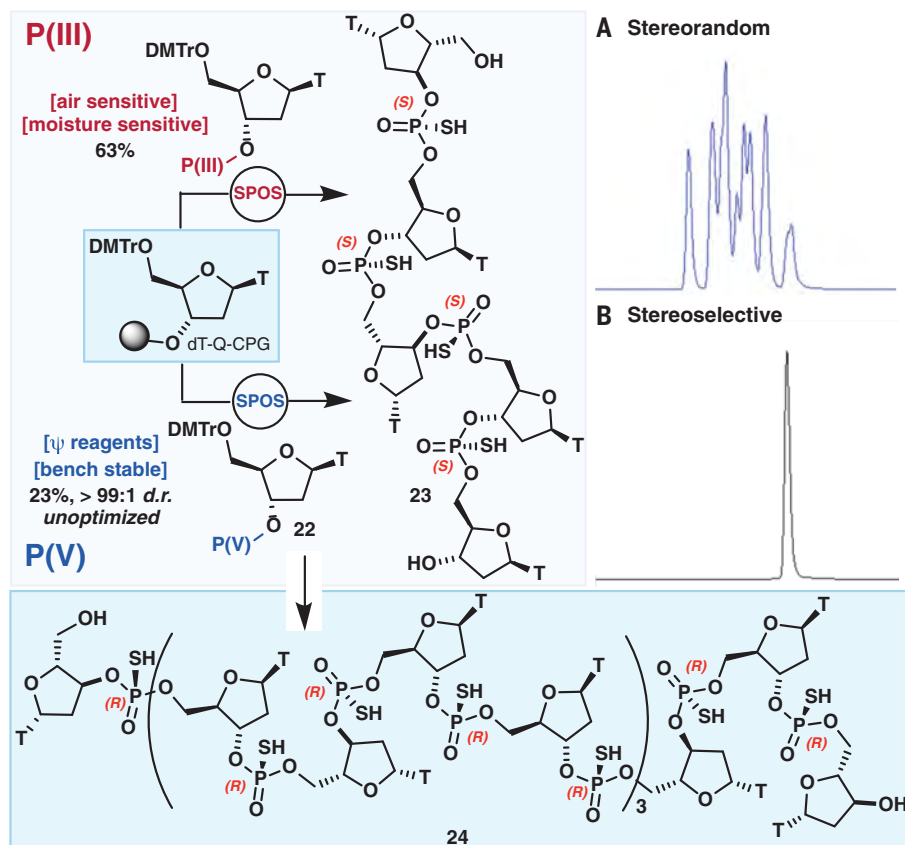 P(III)
DMTrO
O
T
[air sensitive]
[moisture sensitive]
63%
O
P(III)
SPOS
DMTrO
O
T
O
dT-Q-CPG
SPOS
[ψ reagents]
[bench stable]
23%, > 99:1 d.r.
unoptimized
P(V)
DMTrO
O
T
O
22
P(V)
T
O
OH
O
(S)
O=P
SH
O
O
T
O
(S)
O=P
SH
O
O
(S)
O
P
HS
O
O
T
O
T
O
(S)
O=P
SH
O
23
O
HO
T
A Stereorandom
B Stereoselective
OH
O
T
O
SH
P
(R)
O
O
O
T
O
SH
P
(R)
O
O
O
T
O
O
P
(R)
SH
O
O
T
O
SH
P
(R)
O
O
O
T
O
SH
P
(R)
O
O
3
O
T
O
O
P
(R)
SH
O
O
T
O
SH
P
(R)
O
O
O
T
HO
24